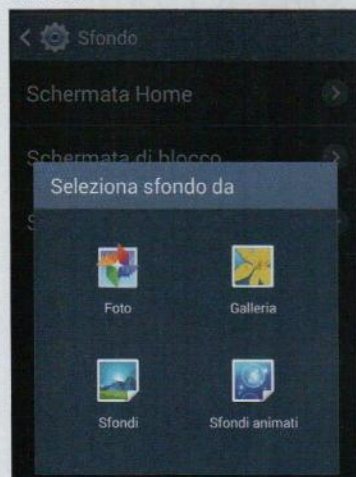 Sfondo
Schermata Home
Schermata di blocco
Seleziona sfondo da
S
Foto
Galleria
Sfondi
Sfondi animati